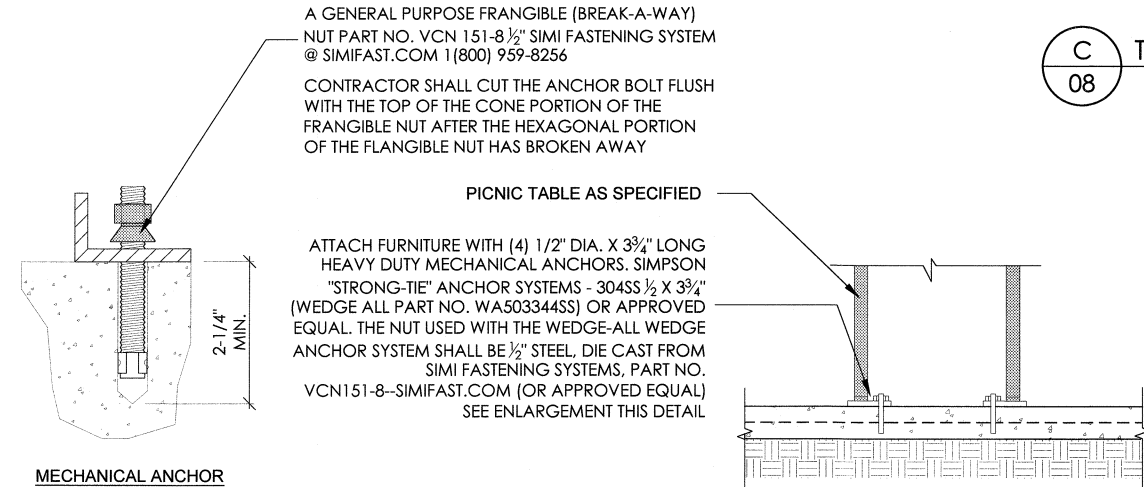 A GENERAL PURPOSE FRANGIBLE (BREAK-A-WAY)
NUT PART NO. VCN 151-8 ½" SIMI FASTENING SYSTEM
@ SIMIFAST.COM 1(800) 959-8256
CONTRACTOR SHALL CUT THE ANCHOR BOLT FLUSH
WITH THE TOP OF THE CONE PORTION OF THE
FRANGIBLE NUT AFTER THE HEXAGONAL PORTION
OF THE FLANGIBLE NUT HAS BROKEN AWAY
C
08
T
PICNIC TABLE AS SPECIFIED
ATTACH FURNITURE WITH (4) 1/2" DIA. X 3¾" LONG
HEAVY DUTY MECHANICAL ANCHORS. SIMPSON
"STRONG-TIE" ANCHOR SYSTEMS - 304SS ½ X 3¾"
(WEDGE ALL PART NO. WA503344SS) OR APPROVED
EQUAL. THE NUT USED WITH THE WEDGE-ALL WEDGE
ANCHOR SYSTEM SHALL BE ½" STEEL, DIE CAST FROM
SIMI FASTENING SYSTEMS, PART NO.
VCN151-8--SIMIFAST.COM (OR APPROVED EQUAL)
SEE ENLARGEMENT THIS DETAIL
2-1/4"
MIN.
MECHANICAL ANCHOR